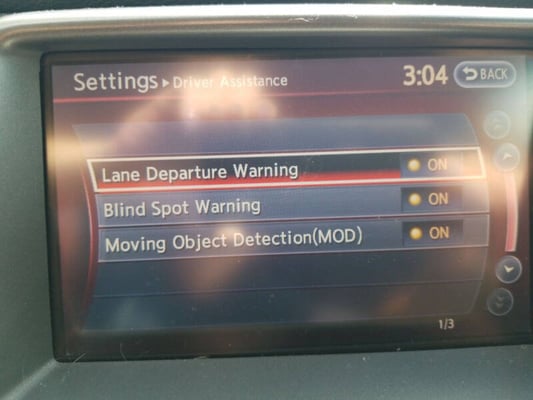 Settings ▸ Driver Assistance 3:04 BACK
Lane Departure Warning ON
Blind Spot Warning ON
Moving Object Detection(MOD) ON
1/3